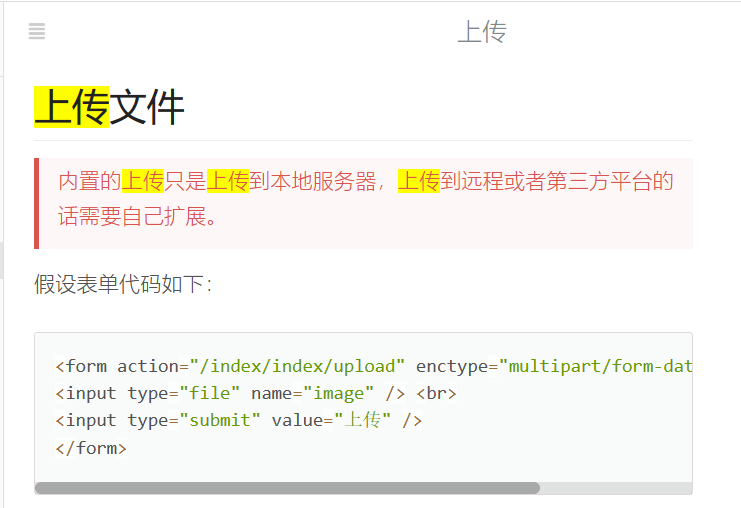 上传
上传文件
内置的上传只是上传到本地服务器，上传到远程或者第三方平台的
话需要自己扩展。
假设表单代码如下：
<form action="/index/index/upload" enctype="multipart/form-dat
<input type="file" name="image" /> <br>
<input type="submit" value="上传" />
</form>